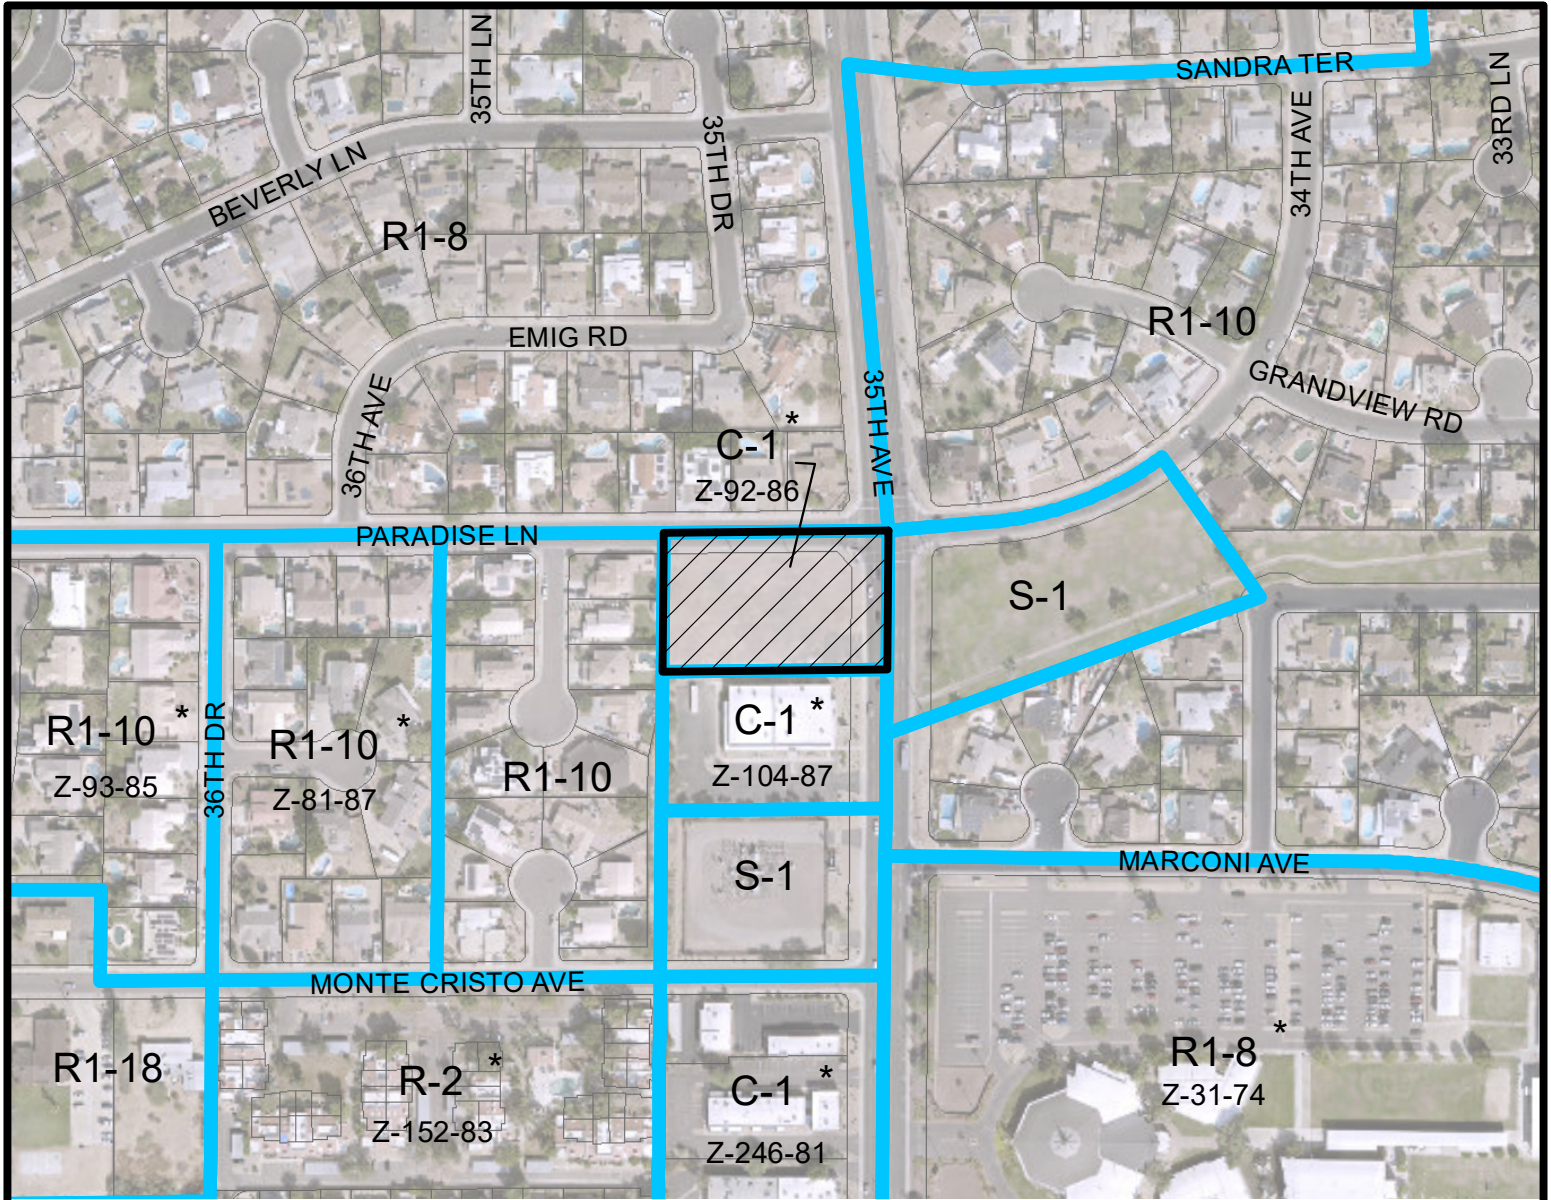 35TH LN
SANDRA TER
33RD LN
34TH AVE
35TH DR
BEVERLY LN
R1-8
R1-10
EMIG RD
GRANDVIEW RD
36TH AVE
35TH AVE
C-1 *
Z-92-86
PARADISE LN
S-1
R1-10 *
Z-93-85
36TH DR
R1-10 *
Z-81-87
R1-10
C-1 *
Z-104-87
S-1
MARCONI AVE
MONTE CRISTO AVE
R1-18
R-2 *
Z-152-83
C-1 *
Z-246-81
R1-8 *
Z-31-74